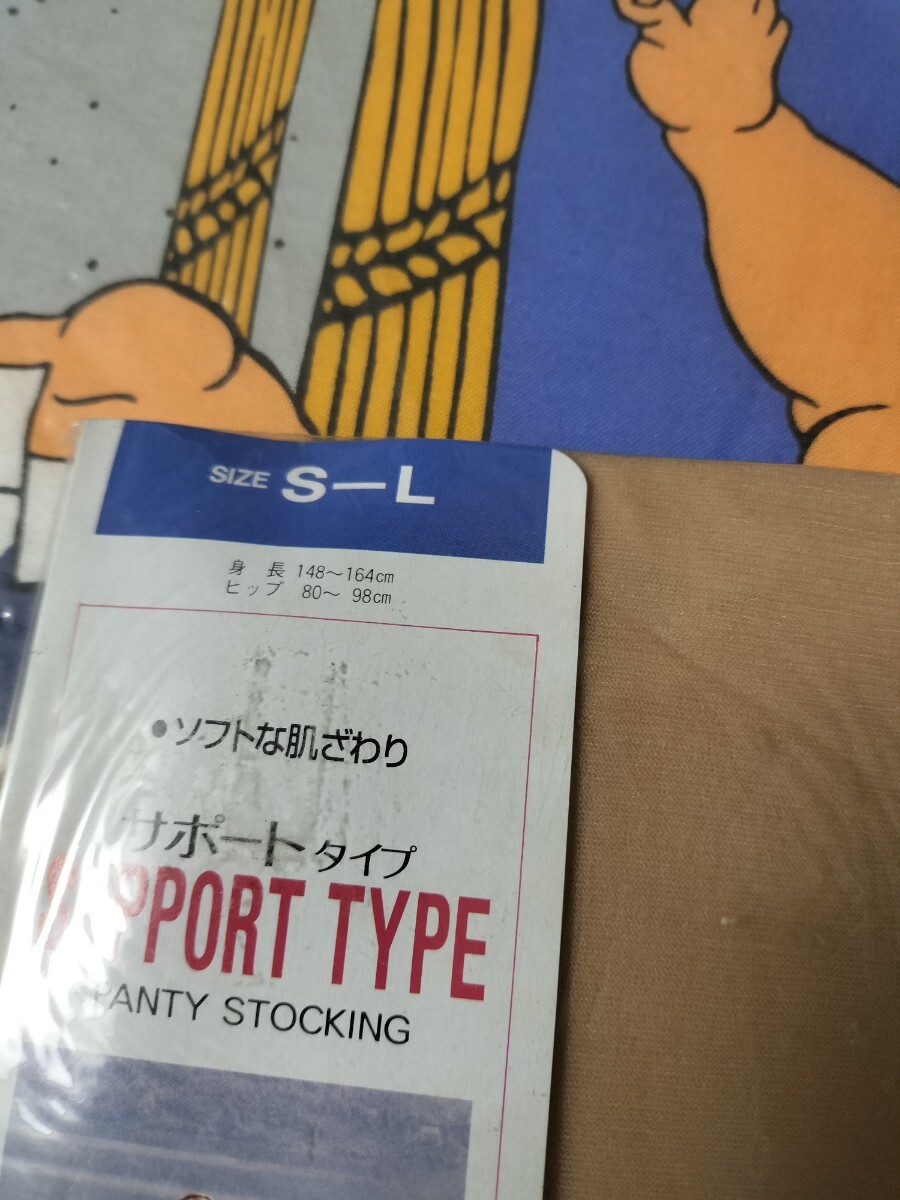 SIZE S―L
身 長 148～164cm
ヒップ 80～ 98cm
●ソフトな肌ざわり
サポートタイプ
SUPPORT TYPE
PANTY STOCKING